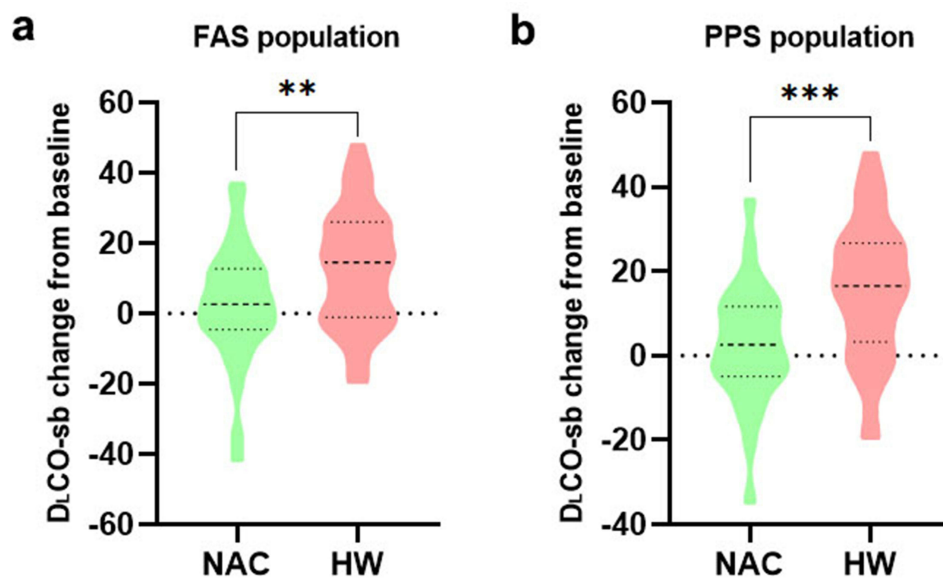 a
FAS population
**
DLCO-sb change from baseline
60
40
20
0
-20
-40
-60
NAC HW
b
PPS population
***
DLCO-sb change from baseline
60
40
20
0
-20
-40
NAC HW